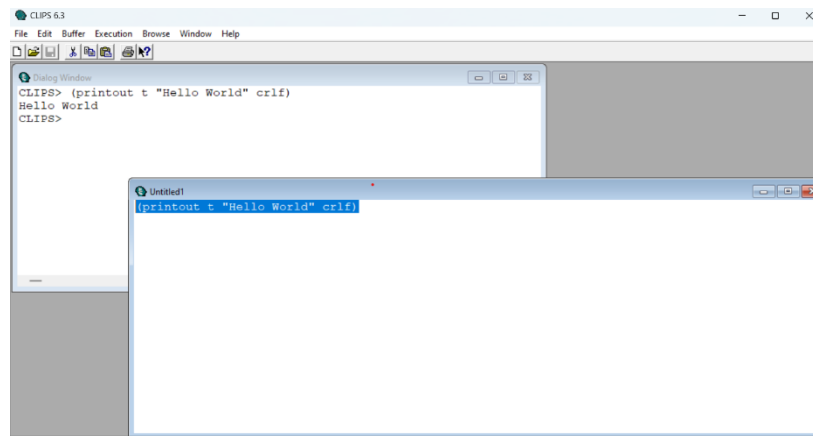 CLIPS 6.3
File Edit Buffer Execution Browse Window Help
Dialog Window
CLIPS> (printout t "Hello World" crlf)
Hello World
CLIPS>
Untitled1
(printout t "Hello World" crlf)